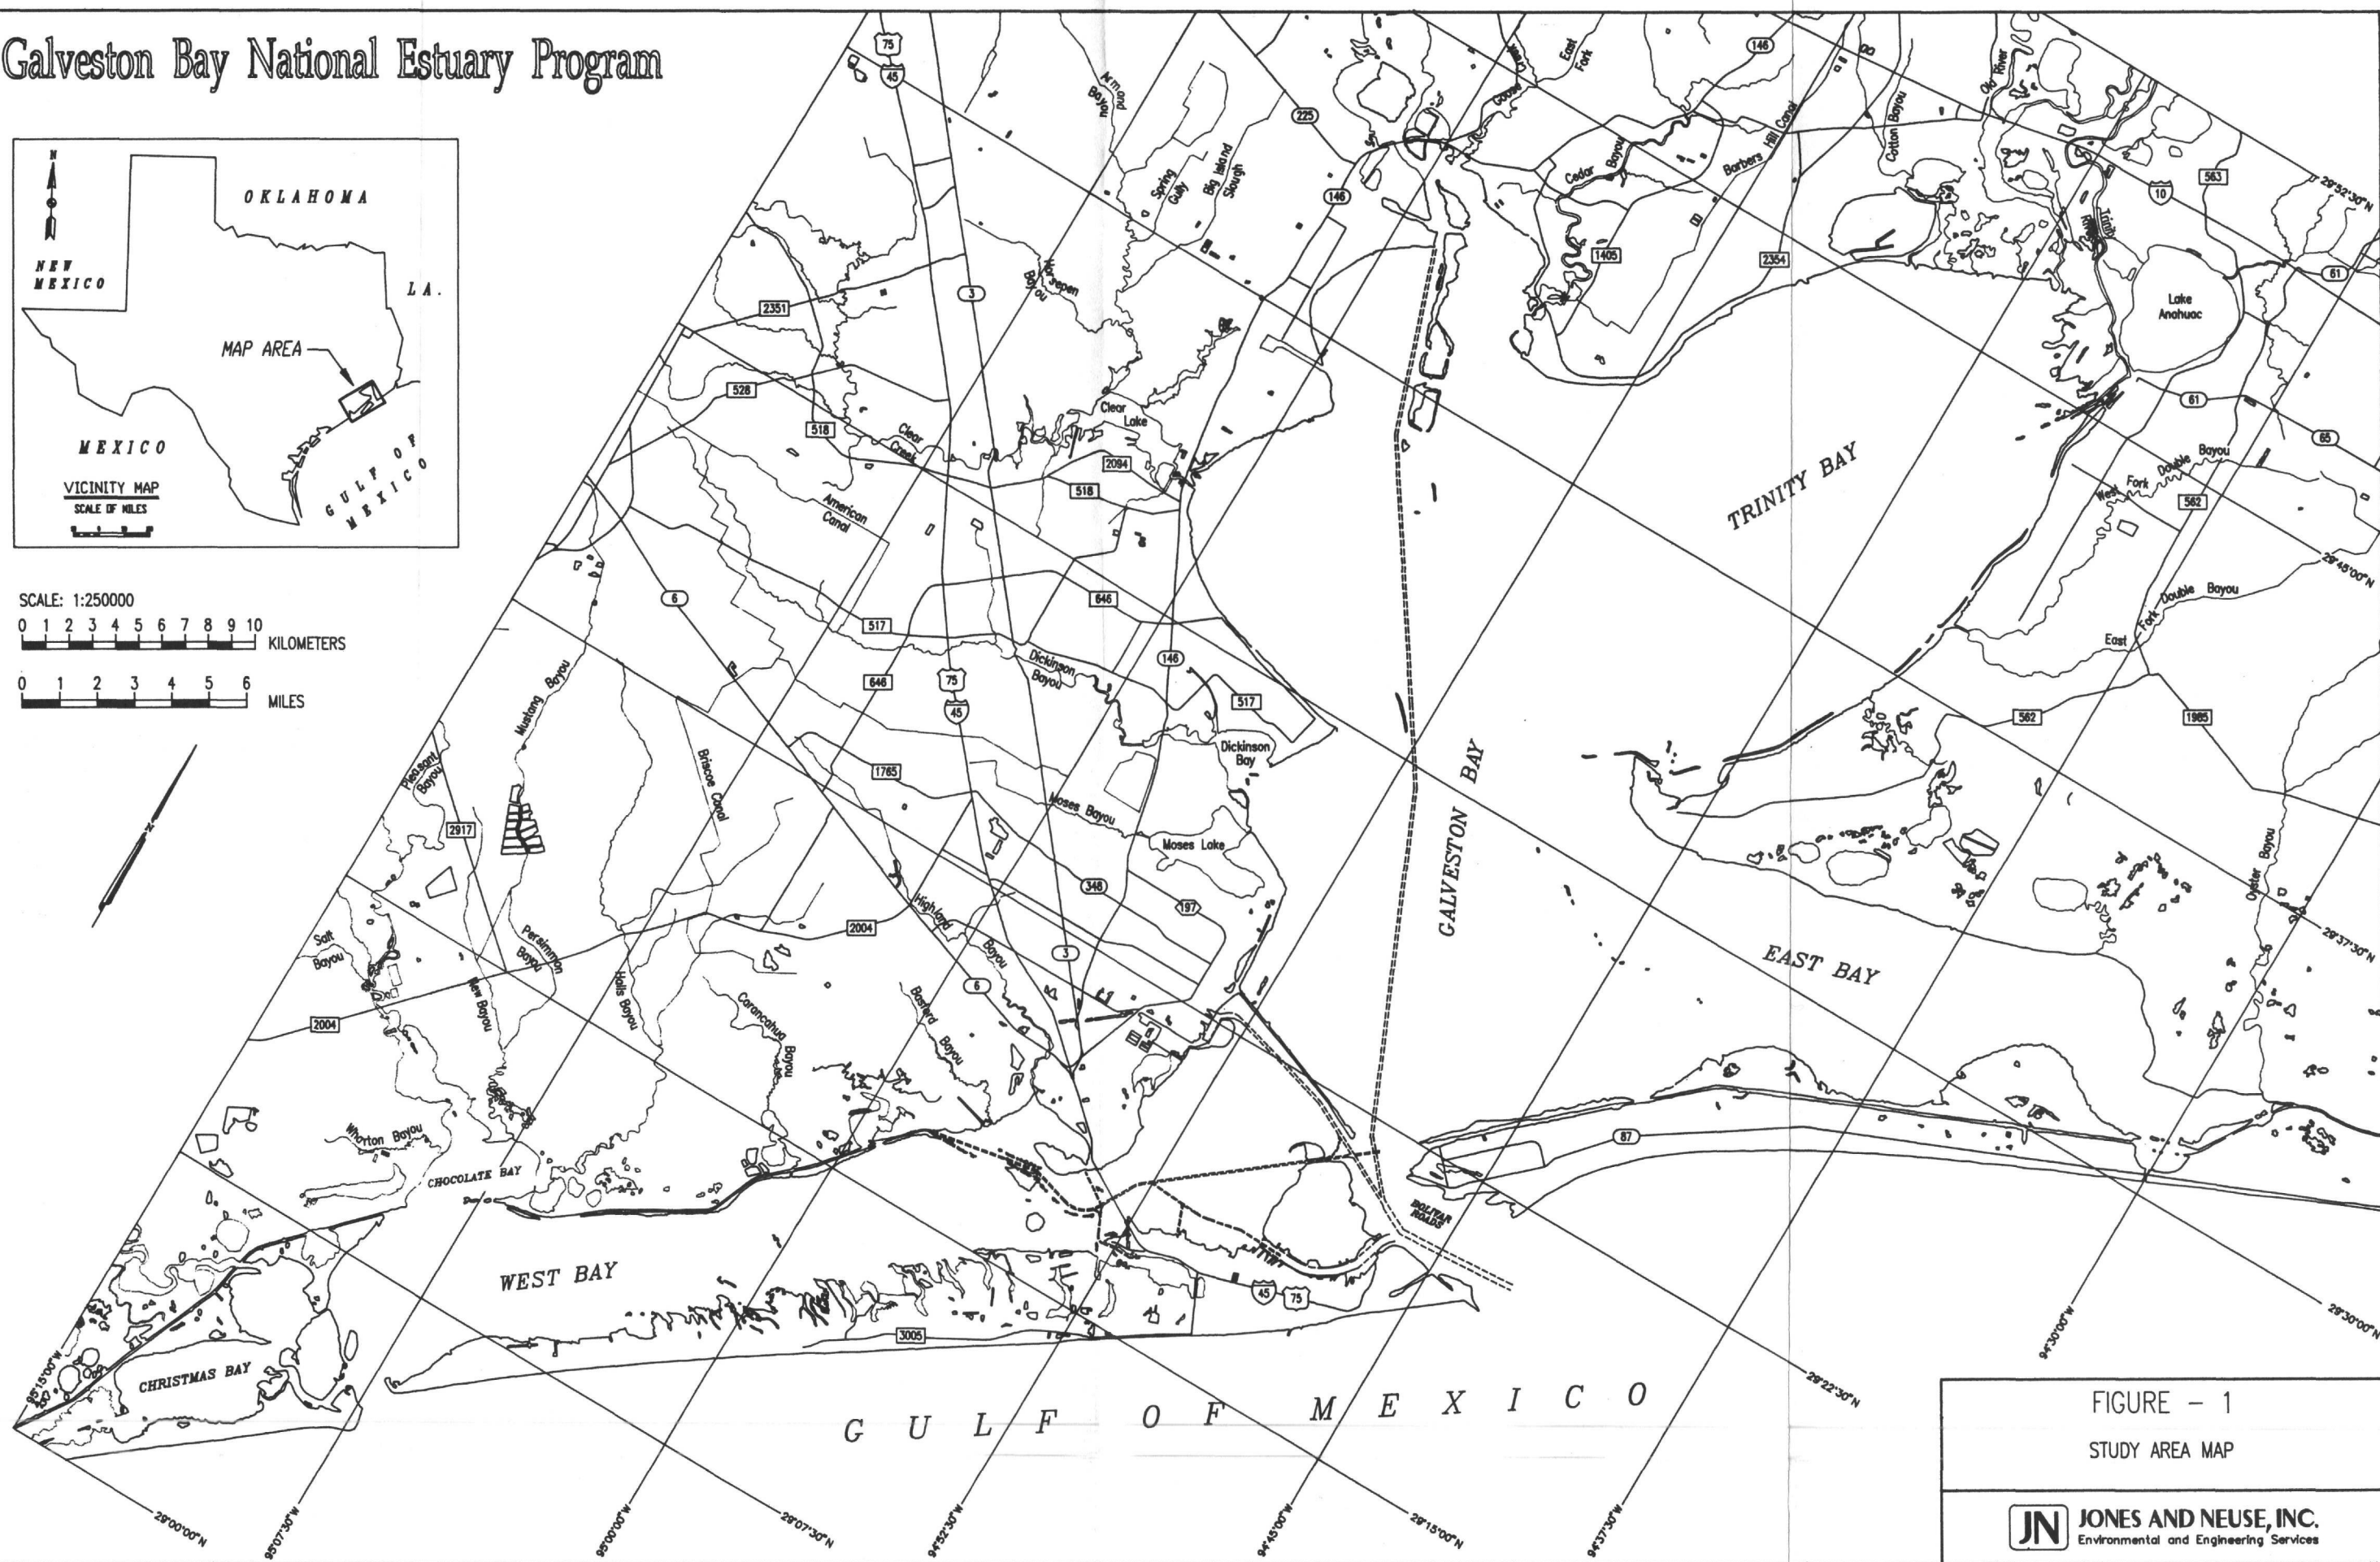 Galveston Bay National Estuary Program
N
OKLAHOMA
NEW
MEXICO
LA.
MAP AREA
MEXICO
GULF OF
MEXICO
VICINITY MAP
SCALE OF MILES
SCALE: 1:250000
0 1 2 3 4 5 6 7 8 9 10
KILOMETERS
0 1 2 3 4 5 6
MILES
N
75
45
Armand
Bayou
Spring
Gully
Big Island
Slough
225
146
Goose
Creek
East
Fork
146
Cedar
Bayou
Barbers Hill Canal
Cotton Bayou
Old River
Trinity
River
10
563
29°52'30"N
61
Lake
Anahuac
1405
2354
2351
3
Horsepen
Bayou
528
518
Clear
Creek
Clear
Lake
2094
518
American
Canal
61
65
West Fork Double Bayou
562
29°45'00"N
TRINITY BAY
6
517
646
646
Dickinson
Bayou
146
517
Dickinson
Bay
75
45
East Fork Double Bayou
562
1985
Mustang Bayou
Pleasant
Bayou
Briscoe Canal
1765
2917
Moses Bayou
Moses Lake
348
197
GALVESTON BAY
Oyster Bayou
29°37'30"N
EAST BAY
Salt
Bayou
Persimmon
Bayou
New Bayou
Halls Bayou
2004
2004
Highland
Bayou
3
6
Carancahua
Bayou
Basford
Bayou
Whorton Bayou
CHOCOLATE BAY
87
BOLIVAR
ROADS
WEST BAY
45
75
3005
CHRISTMAS BAY
95°15'00"W
GULF OF MEXICO
94°30'00"W
29°30'00"N
29°22'30"N
29°00'00"N
95°07'30"W
95°00'00"W
29°07'30"N
94°52'30"W
94°45'00"W
29°15'00"N
94°37'30"W
FIGURE - 1
STUDY AREA MAP
JN
JONES AND NEUSE, INC.
Environmental and Engineering Services